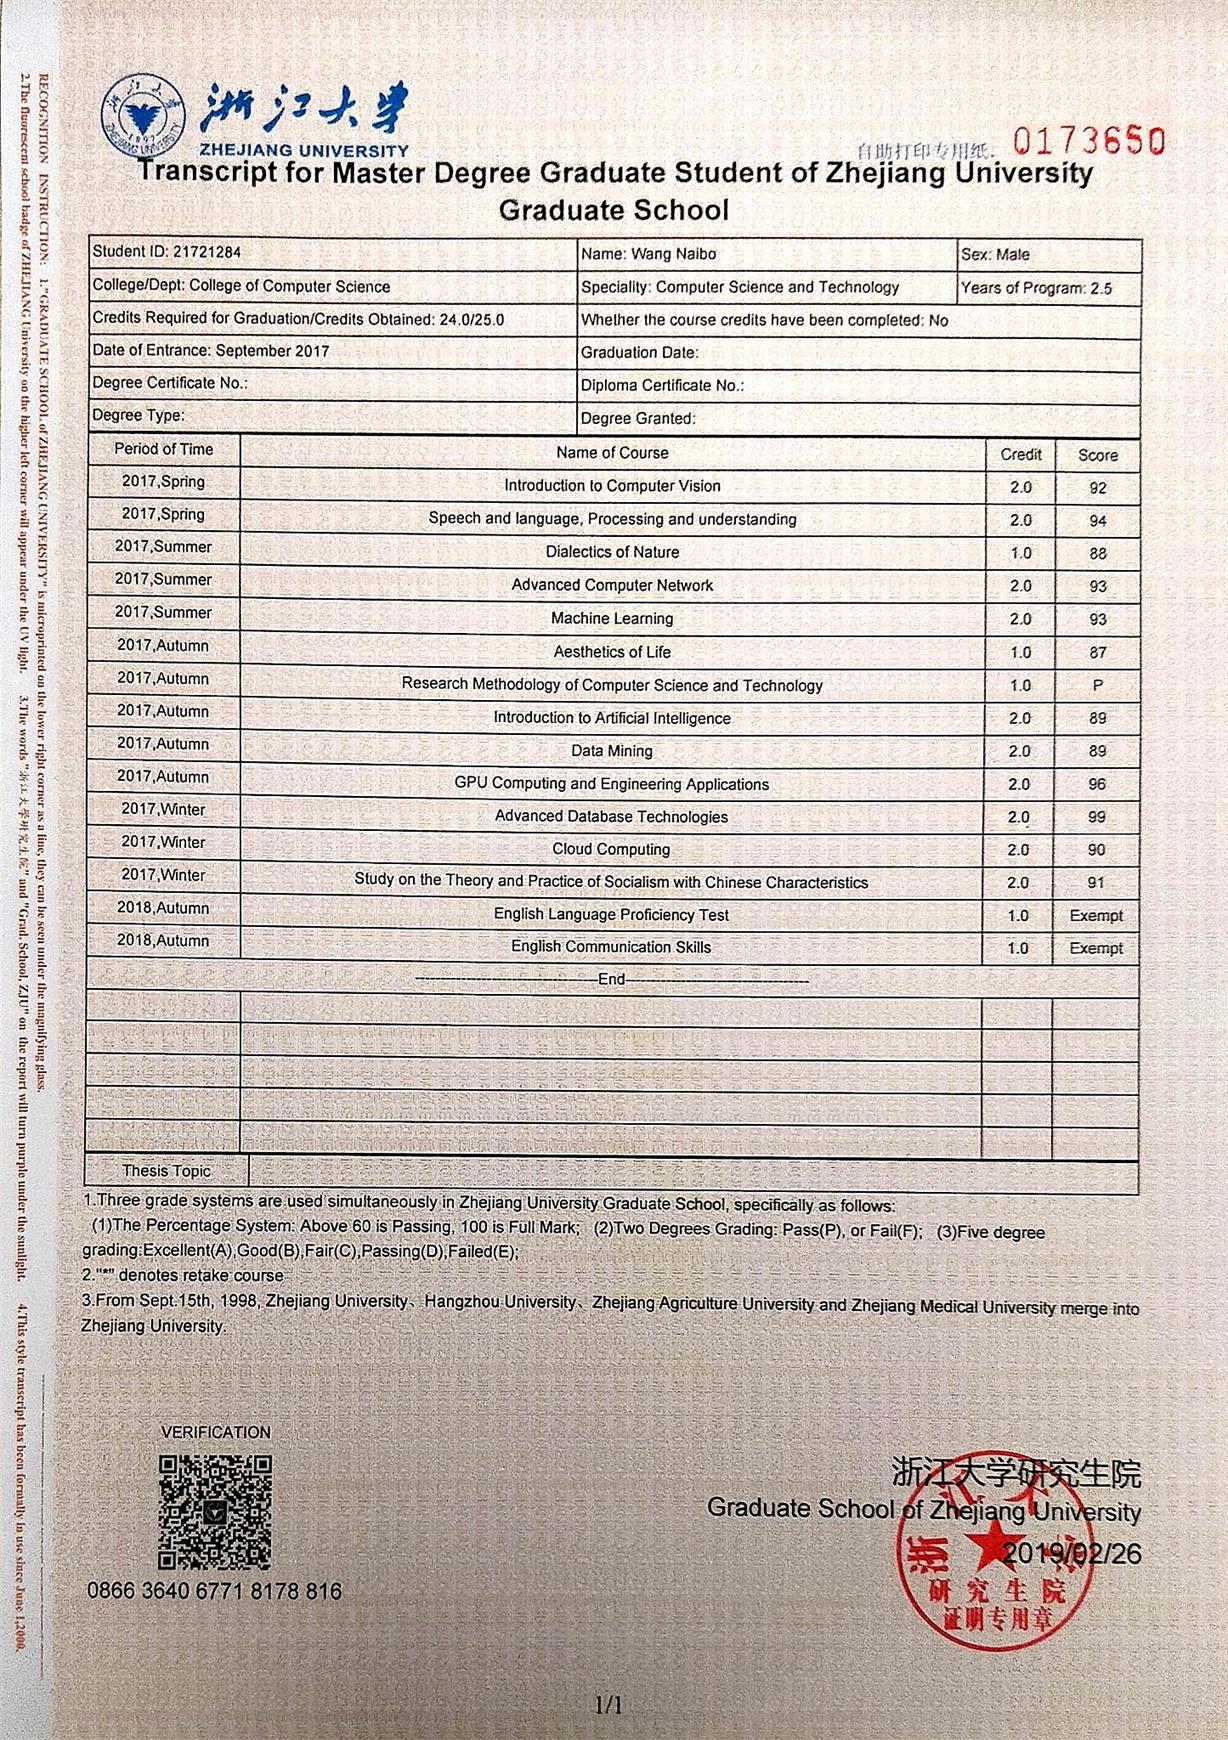 浙江大學
ZHEJIANG UNIVERSITY
自助打印专用纸. 0173650
Transcript for Master Degree Graduate Student of Zhejiang University
Graduate School
Student ID: 21721284 Name: Wang Naibo Sex: Male
College/Dept: College of Computer Science Speciality: Computer Science and Technology Years of Program: 2.5
Credits Required for Graduation/Credits Obtained: 24.0/25.0 Whether the course credits have been completed: No
Date of Entrance: September 2017 Graduation Date:
Degree Certificate No.: Diploma Certificate No.:
Degree Type: Degree Granted:
Period of Time Name of Course Credit Score
2017,Spring Introduction to Computer Vision 2.0 92
2017,Spring Speech and language, Processing and understanding 2.0 94
2017,Summer Dialectics of Nature 1.0 88
2017,Summer Advanced Computer Network 2.0 93
2017,Summer Machine Learning 2.0 93
2017,Autumn Aesthetics of Life 1.0 87
2017,Autumn Research Methodology of Computer Science and Technology 1.0 P
2017,Autumn Introduction to Artificial Intelligence 2.0 89
2017,Autumn Data Mining 2.0 89
2017,Autumn GPU Computing and Engineering Applications 2.0 96
2017,Winter Advanced Database Technologies 2.0 99
2017,Winter Cloud Computing 2.0 90
2017,Winter Study on the Theory and Practice of Socialism with Chinese Characteristics 2.0 91
2018,Autumn English Language Proficiency Test 1.0 Exempt
2018,Autumn English Communication Skills 1.0 Exempt
End
Thesis Topic
1.Three grade systems are used simultaneously in Zhejiang University Graduate School, specifically as follows:
(1)The Percentage System: Above 60 is Passing, 100 is Full Mark; (2)Two Degrees Grading: Pass(P), or Fail(F); (3)Five degree
grading:Excellent(A),Good(B),Fair(C),Passing(D),Failed(E);
2."*" denotes retake course
3.From Sept.15th, 1998, Zhejiang University、Hangzhou University、Zhejiang Agriculture University and Zhejiang Medical University merge into
Zhejiang University.
VERIFICATION
0866 3640 6771 8178 816
浙江大学研究生院
Graduate School of Zhejiang University
2019/02/26
浙江大学
研究生院
证明专用章
1/1
RECOGNITION INSTRUCTION: 1."GRADUATE SCHOOL of ZHEJIANG UNIVERSITY" is microprinted on the lower right corner as a line, they can be seen under the magnifying glass.
2.The fluorescent school badge of ZHEJIANG University on the higher left corner will appear under the UV light. 3.The words "浙江大学研究生院" and "Grad. School, ZJU" on the report will turn purple under the sunlight. 4.This style transcript has been formally in use since June 1,2000.